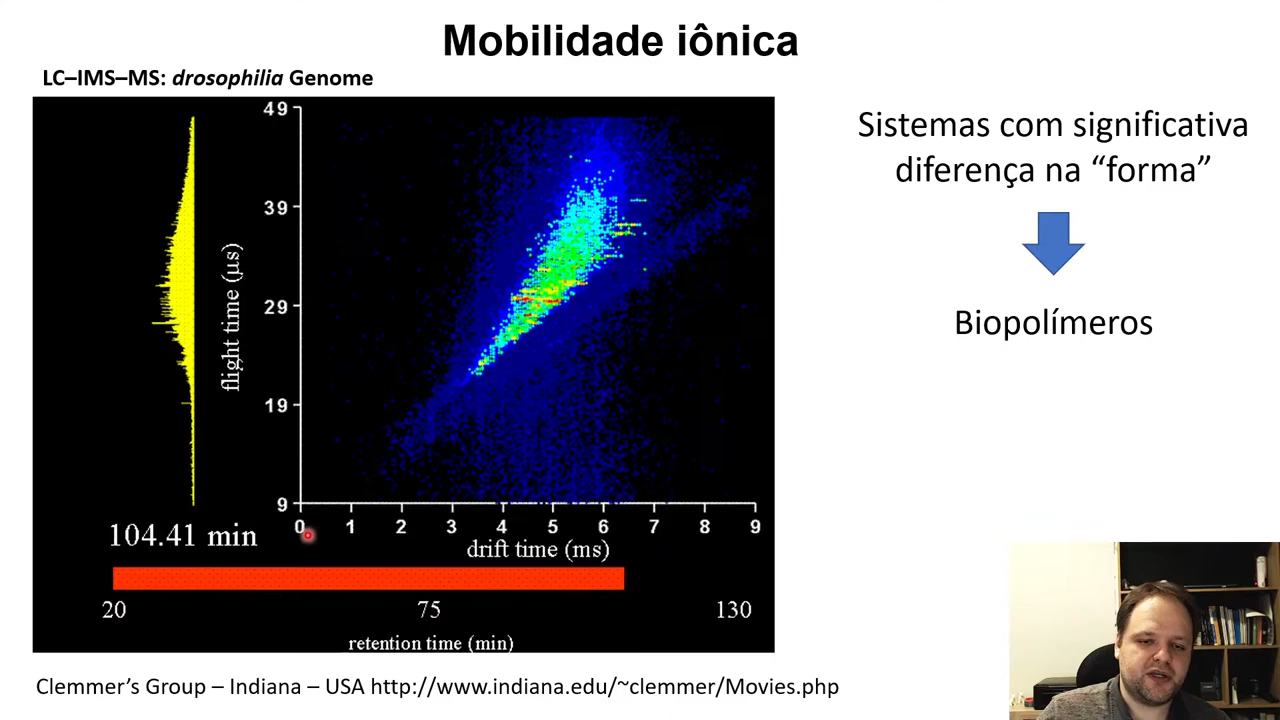 Mobilidade iônica
LC–IMS–MS: drosophilia Genome
49
39
29
19
9
flight time (µs)
0 1 2 3 4 5 6 7 8 9
drift time (ms)
104.41 min
20 75 130
retention time (min)
Sistemas com significativa
diferença na “forma”
Biopolímeros
Clemmer’s Group – Indiana – USA http://www.indiana.edu/~clemmer/Movies.php